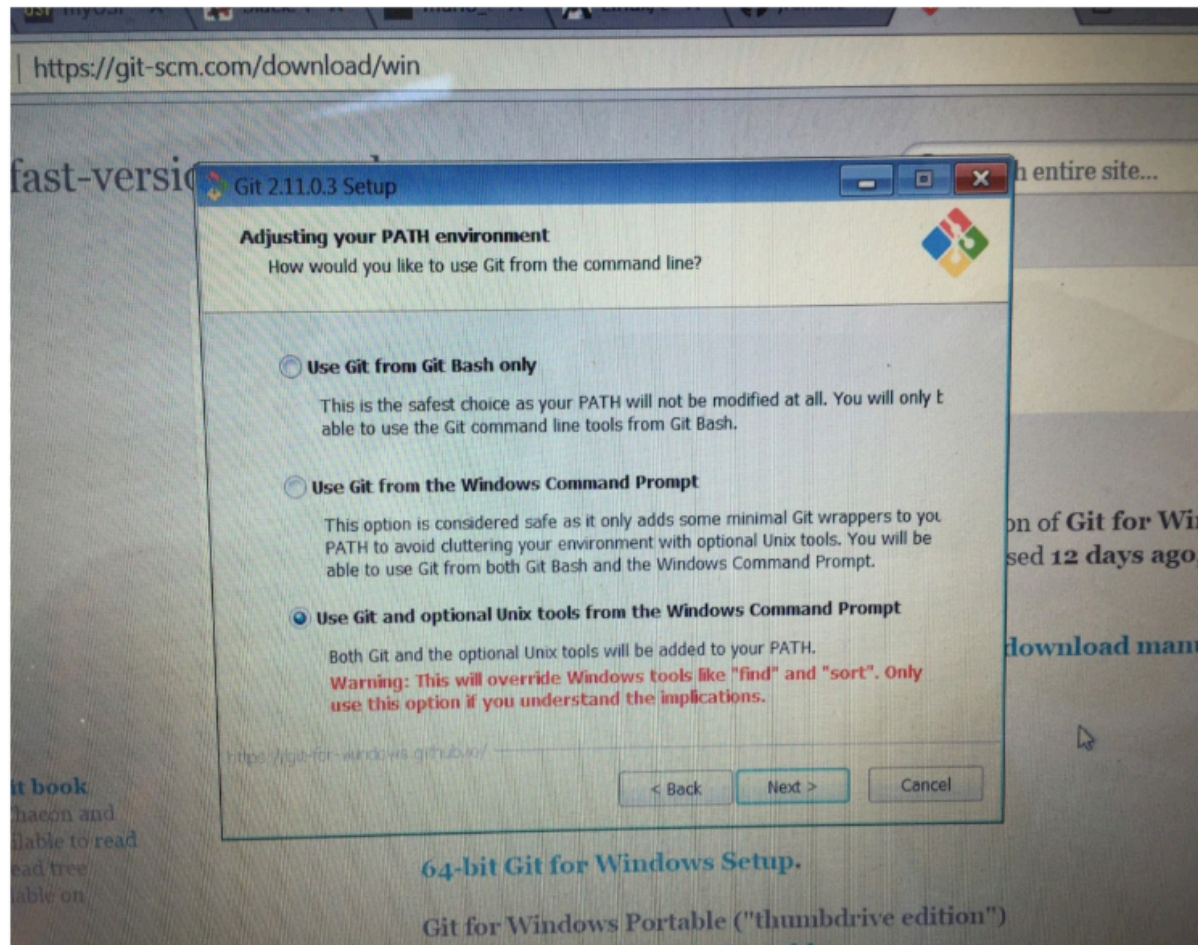 https://git-scm.com/download/win
fast-versi
Git 2.11.0.3 Setup
entire site...
Adjusting your PATH environment
How would you like to use Git from the command line?
Use Git from Git Bash only
This is the safest choice as your PATH will not be modified at all. You will only b
able to use the Git command line tools from Git Bash.
Use Git from the Windows Command Prompt
This option is considered safe as it only adds some minimal Git wrappers to you
PATH to avoid cluttering your environment with optional Unix tools. You will be
able to use Git from both Git Bash and the Windows Command Prompt.
on of Git for Wi
sed 12 days ago
Use Git and optional Unix tools from the Windows Command Prompt
Both Git and the optional Unix tools will be added to your PATH.
Warning: This will override Windows tools like "find" and "sort". Only
use this option if you understand the implications.
download man
https://git-for-windows.github.io/
< Back
Next >
Cancel
it book
hacon and
ilable to read
ead tree
lable on
64-bit Git for Windows Setup.
Git for Windows Portable ("thumbdrive edition")